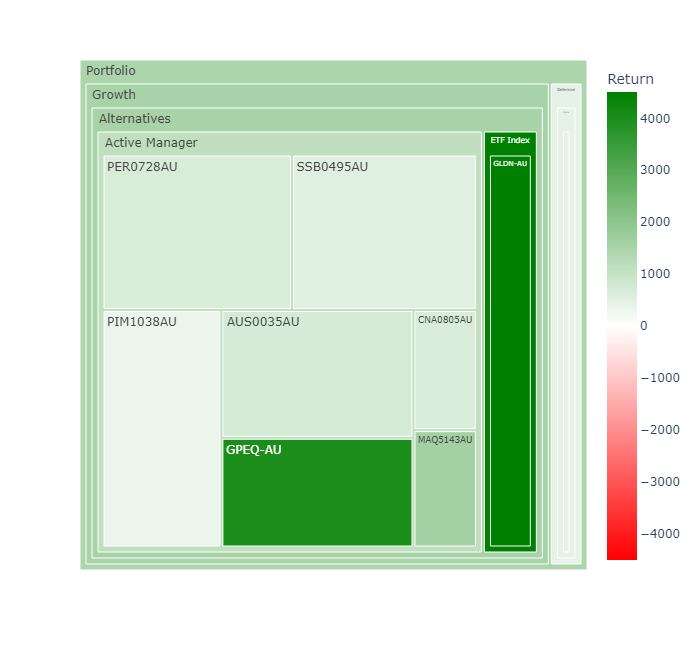 Portfolio
Growth
Defensive
Alternatives
Active Manager
ETF Index
PER0728AU
SSB0495AU
GLDN-AU
PIM1038AU
AUS0035AU
CNA0805AU
GPEQ-AU
MAQ5143AU
Return
4000
3000
2000
1000
0
−1000
−2000
−3000
−4000